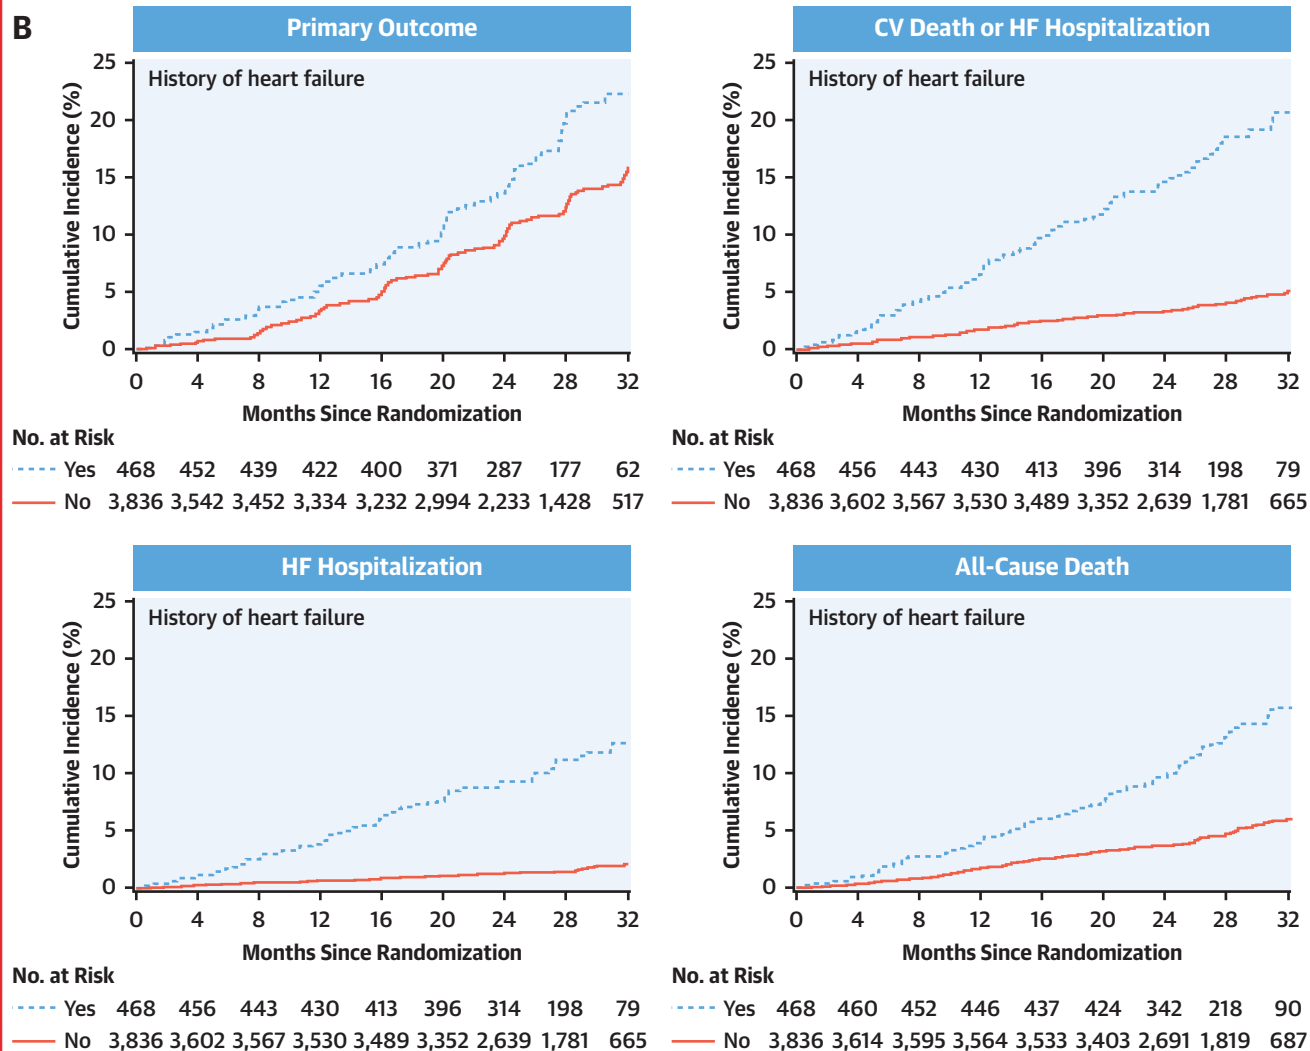 B
Primary Outcome
History of heart failure
Cumulative Incidence (%)
25
20
15
10
5
0
0 4 8 12 16 20 24 28 32
Months Since Randomization
No. at Risk
Yes 468 452 439 422 400 371 287 177 62
No 3,836 3,542 3,452 3,334 3,232 2,994 2,233 1,428 517
CV Death or HF Hospitalization
History of heart failure
Cumulative Incidence (%)
25
20
15
10
5
0
0 4 8 12 16 20 24 28 32
Months Since Randomization
No. at Risk
Yes 468 456 443 430 413 396 314 198 79
No 3,836 3,602 3,567 3,530 3,489 3,352 2,639 1,781 665
HF Hospitalization
History of heart failure
Cumulative Incidence (%)
25
20
15
10
5
0
0 4 8 12 16 20 24 28 32
Months Since Randomization
No. at Risk
Yes 468 456 443 430 413 396 314 198 79
No 3,836 3,602 3,567 3,530 3,489 3,352 2,639 1,781 665
All-Cause Death
History of heart failure
Cumulative Incidence (%)
25
20
15
10
5
0
0 4 8 12 16 20 24 28 32
Months Since Randomization
No. at Risk
Yes 468 460 452 446 437 424 342 218 90
No 3,836 3,614 3,595 3,564 3,533 3,403 2,691 1,819 687